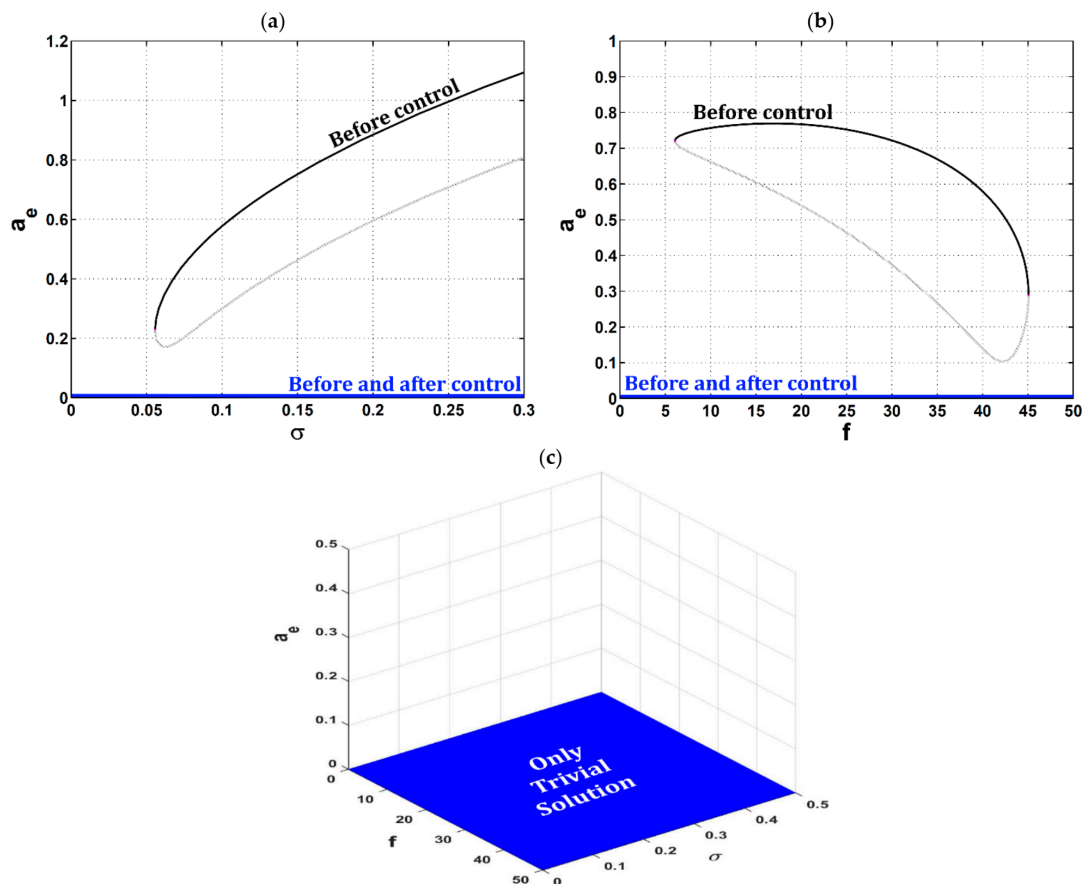 (a)
1.2
1
0.8
0.6
0.4
0.2
0
a_e
Before control
Before and after control
0 0.05 0.1 0.15 0.2 0.25 0.3
σ
(b)
1
0.9
0.8
0.7
0.6
0.5
0.4
0.3
0.2
0.1
0
a_e
Before control
Before and after control
0 5 10 15 20 25 30 35 40 45 50
f
(c)
0.5
0.4
0.3
0.2
0.1
0
a_e
Only
Trivial
Solution
0
10
20
30
40
50
f
0 0.1 0.2 0.3 0.4 0.5
σ